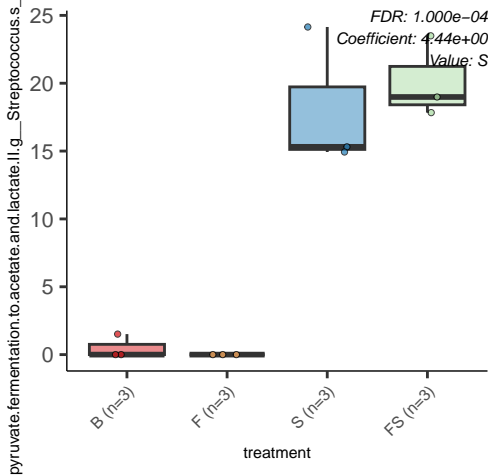 pyruvate.fermentation.to.acetate.and.lactate.II.g__Streptococcus.s_
25
20
15
10
5
0
FDR: 1.000e−04
Coefficient: 4.44e+00
Value: S
B (n=3)
F (n=3)
S (n=3)
FS (n=3)
treatment